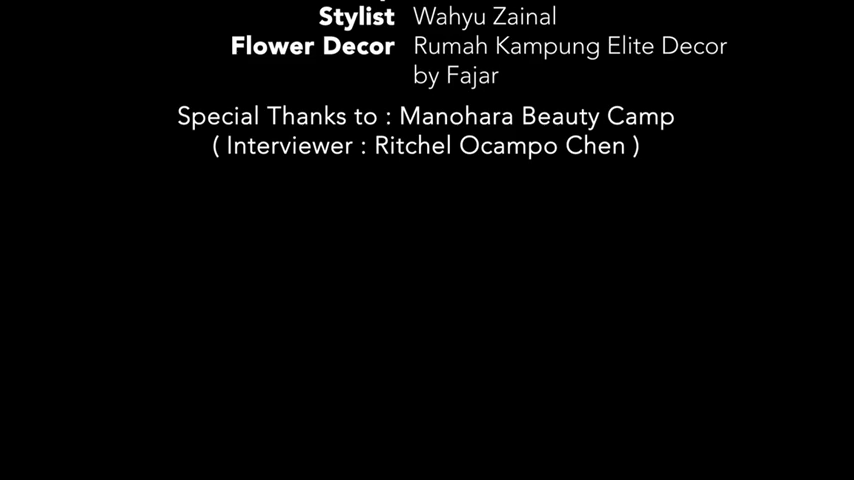 Stylist Wahyu Zainal
Flower Decor Rumah Kampung Elite Decor
by Fajar
Special Thanks to : Manohara Beauty Camp
( Interviewer : Ritchel Ocampo Chen )